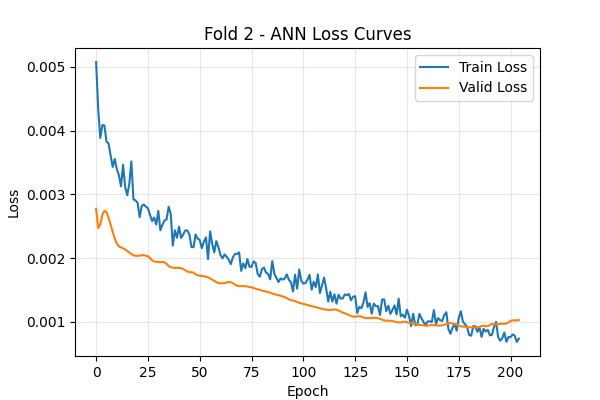 Fold 2 - ANN Loss Curves
Train Loss
Valid Loss
Loss
0.005
0.004
0.003
0.002
0.001
0 25 50 75 100 125 150 175 200
Epoch